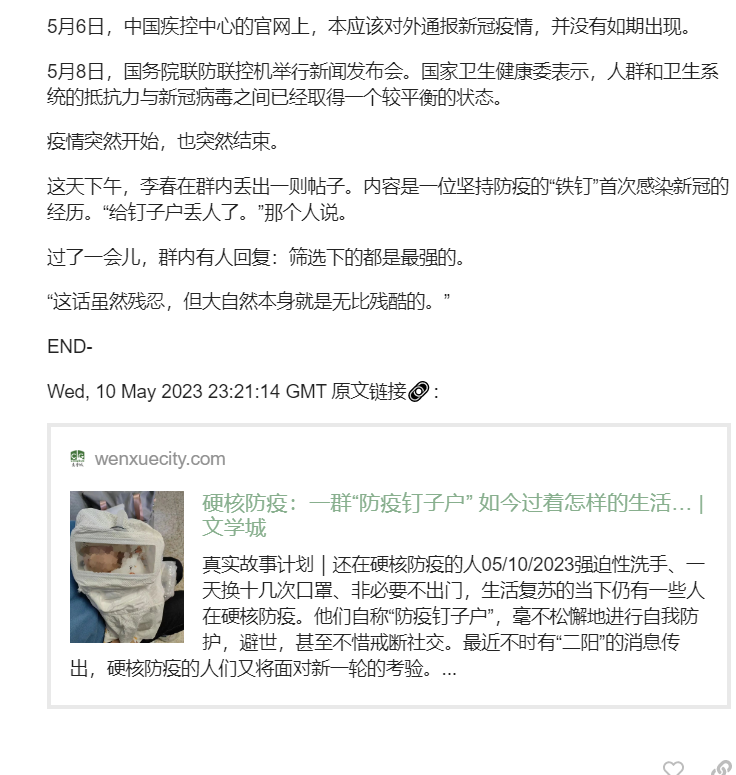 5月6日，中国疾控中心的官网上，本应该对外通报新冠疫情，并没有如期出现。
5月8日，国务院联防联控机举行新闻发布会。国家卫生健康委表示，人群和卫生系
统的抵抗力与新冠病毒之间已经取得一个较平衡的状态。
疫情突然开始，也突然结束。
这天下午，李春在群内丢出一则帖子。内容是一位坚持防疫的“铁钉”首次感染新冠的
经历。“给钉子户丢人了。”那个人说。
过了一会儿，群内有人回复：筛选下的都是最强的。
“这话虽然残忍，但大自然本身就是无比残酷的。”
END-
Wed, 10 May 2023 23:21:14 GMT 原文链接🔗：
wenxuecity.com
硬核防疫：一群“防疫钉子户” 如今过着怎样的生活… |
文学城
真实故事计划｜还在硬核防疫的人05/10/2023强迫性洗手、一
天换十几次口罩、非必要不出门，生活复苏的当下仍有一些人
在硬核防疫。他们自称“防疫钉子户”，毫不松懈地进行自我防
护，避世，甚至不惜戒断社交。最近不时有“二阳”的消息传
出，硬核防疫的人们又将面对新一轮的考验。...